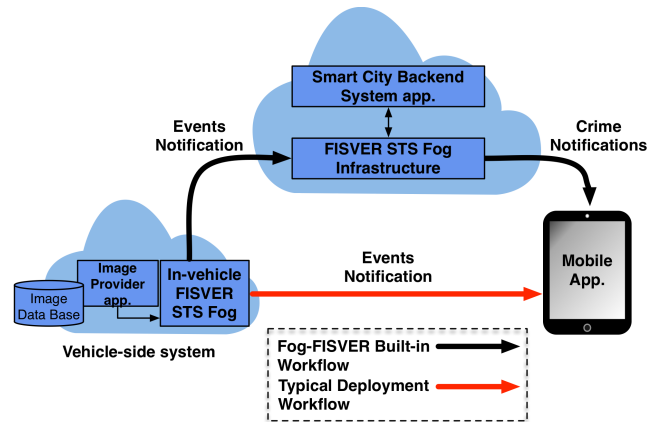 Smart City Backend
System app.
Events
Notification
FISVER STS Fog
Infrastructure
Crime
Notifications
Image
Provider
app.
In-vehicle
FISVER
STS Fog
Image
Data Base
Events
Notification
Mobile
App.
Vehicle-side system
Fog-FISVER Built-in
Workflow
Typical Deployment
Workflow